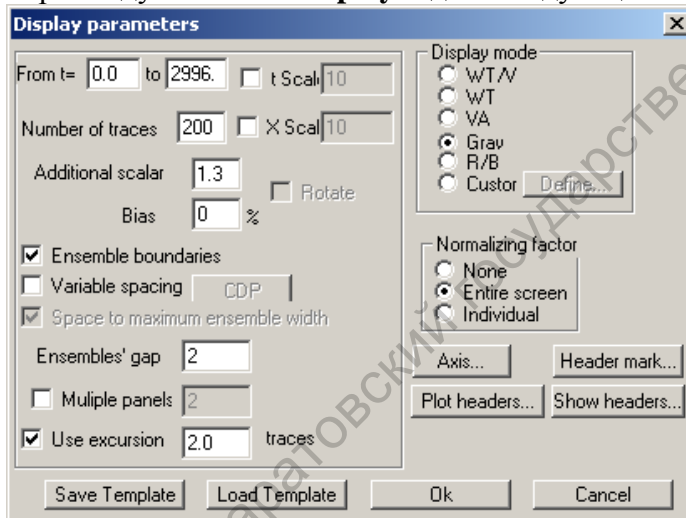 Display parameters
From t= 0.0 to 2996. t Scal 10
Number of traces 200 X Scal 10
Additional scalar 1.3
Rotate
Bias 0 %
Ensemble boundaries
Variable spacing CDP
Space to maximum ensemble width
Ensembles' gap 2
Muliple panels 2
Use excursion 2.0 traces
Display mode
WT/V
WT
VA
Gray
R/B
Custor Define...
Normalizing factor
None
Entire screen
Individual
Axis... Header mark...
Plot headers... Show headers...
Save Template Load Template Ok Cancel